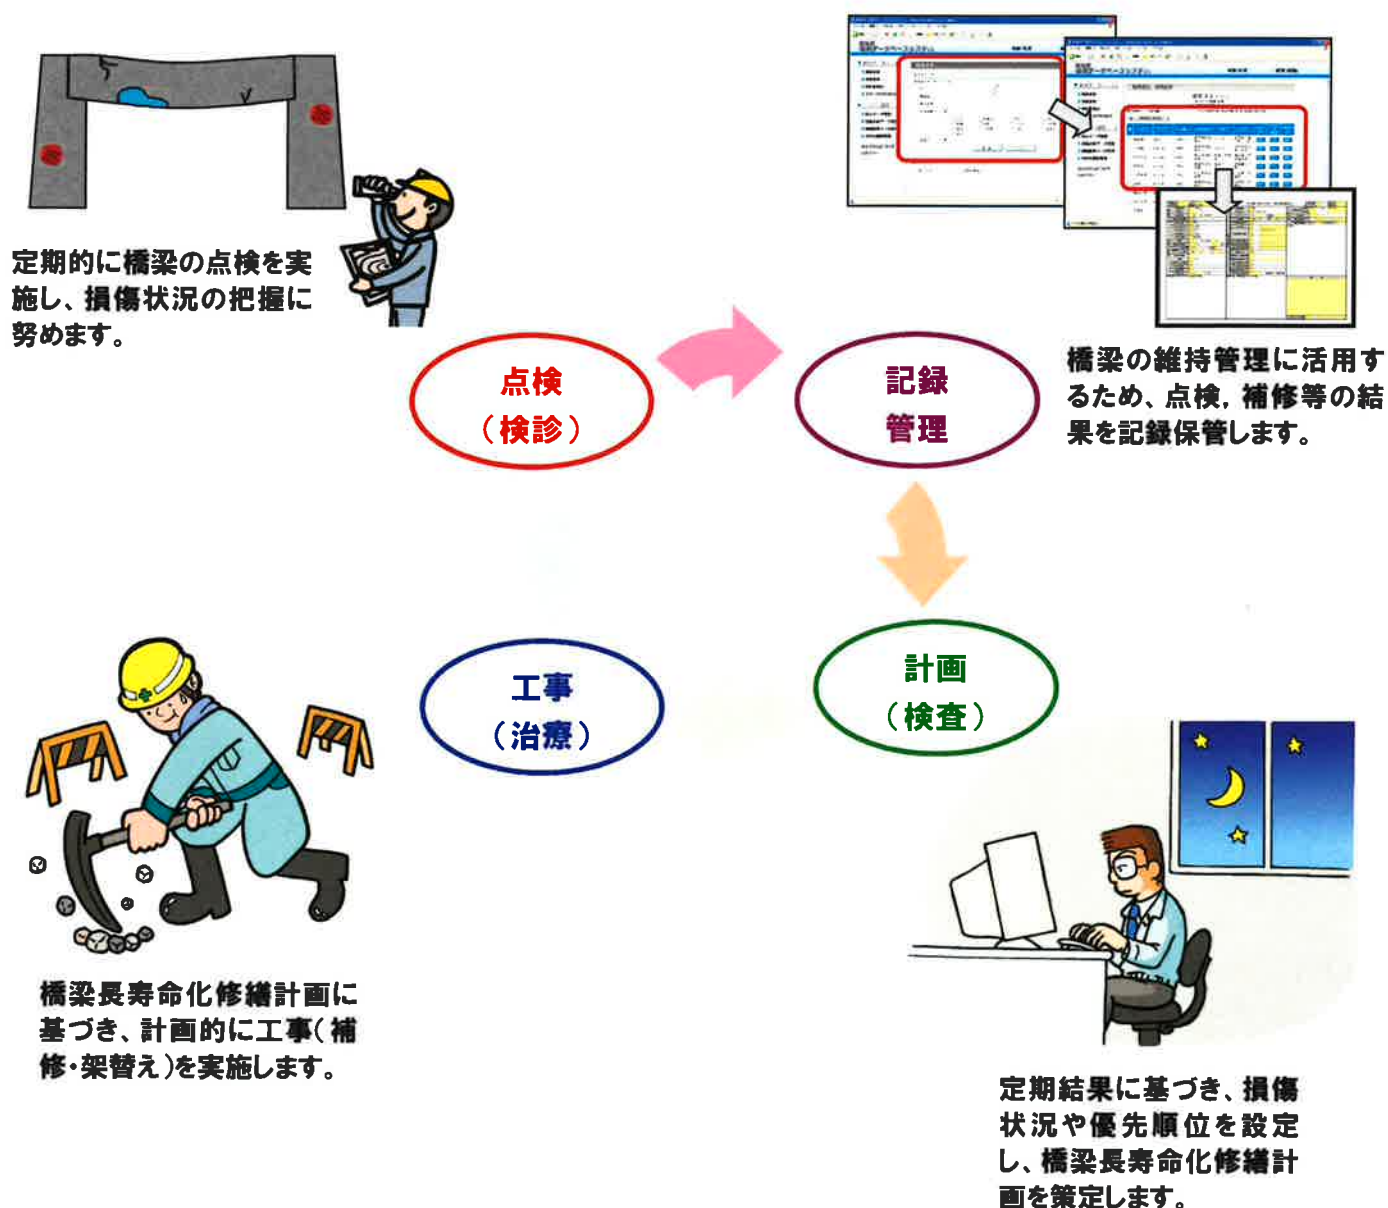 定期的に橋梁の点検を実
施し、損傷状況の把握に
努めます。
点検
（検診）
記録
管理
橋梁の維持管理に活用す
るため、点検，補修等の結
果を記録保管します。
工事
（治療）
計画
（検査）
橋梁長寿命化修繕計画に
基づき、計画的に工事（補
修・架替え）を実施します。
定期結果に基づき、損傷
状況や優先順位を設定
し、橋梁長寿命化修繕計
画を策定します。